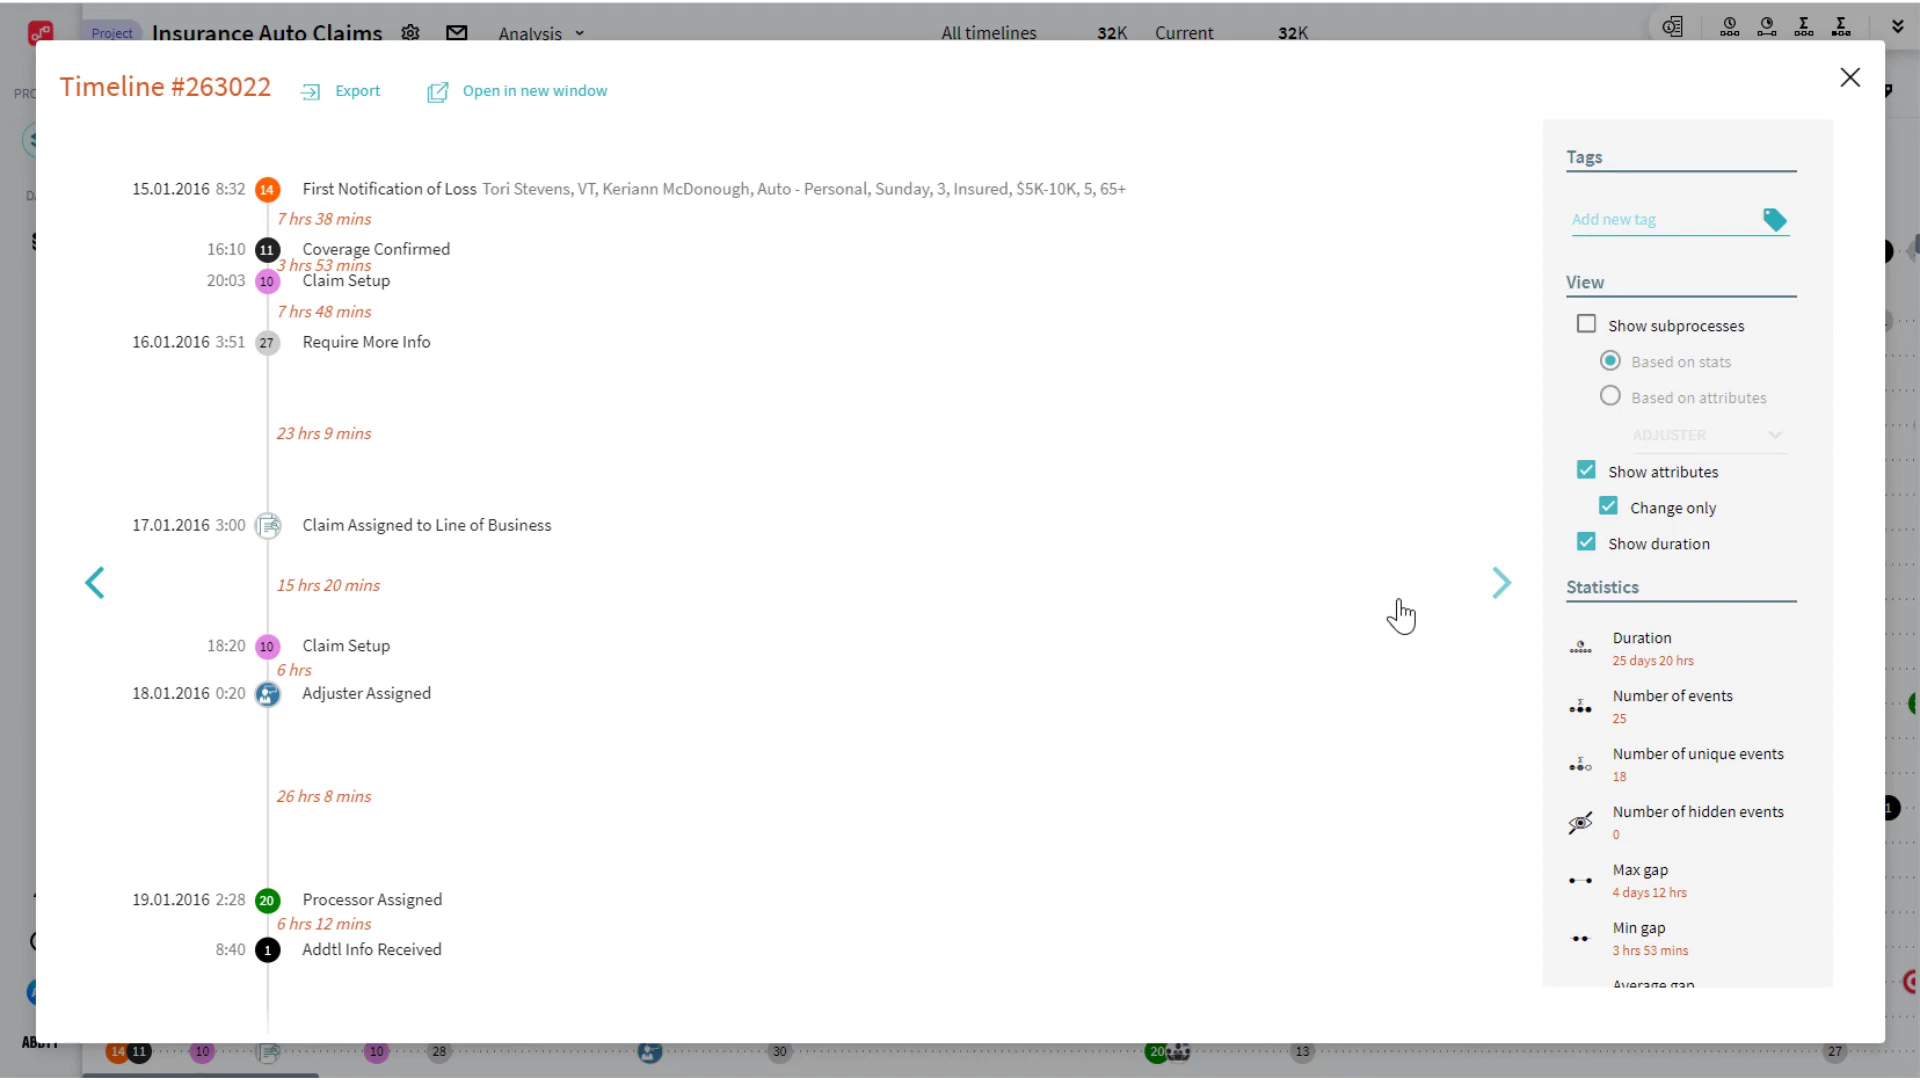 Project Insurance Auto Claims Analysis All timelines 32K Current 32K
Timeline #263022 Export Open in new window
15.01.2016 8:32 14 First Notification of Loss Tori Stevens, VT, Keriann McDonough, Auto - Personal, Sunday, 3, Insured, $5K-10K, 5, 65+
7 hrs 38 mins
16:10 11 Coverage Confirmed
3 hrs 53 mins
20:03 10 Claim Setup
7 hrs 48 mins
16.01.2016 3:51 27 Require More Info
23 hrs 9 mins
17.01.2016 3:00 Claim Assigned to Line of Business
15 hrs 20 mins
18:20 10 Claim Setup
6 hrs
18.01.2016 0:20 Adjuster Assigned
26 hrs 8 mins
19.01.2016 2:28 20 Processor Assigned
6 hrs 12 mins
8:40 1 Addtl Info Received
Tags
Add new tag
View
Show subprocesses
Based on stats
Based on attributes
ADJUSTER
Show attributes
Change only
Show duration
Statistics
Duration
25 days 20 hrs
Number of events
25
Number of unique events
18
Number of hidden events
0
Max gap
4 days 12 hrs
Min gap
3 hrs 53 mins
Average gap
14 11 10 10 28 30 20 13 27